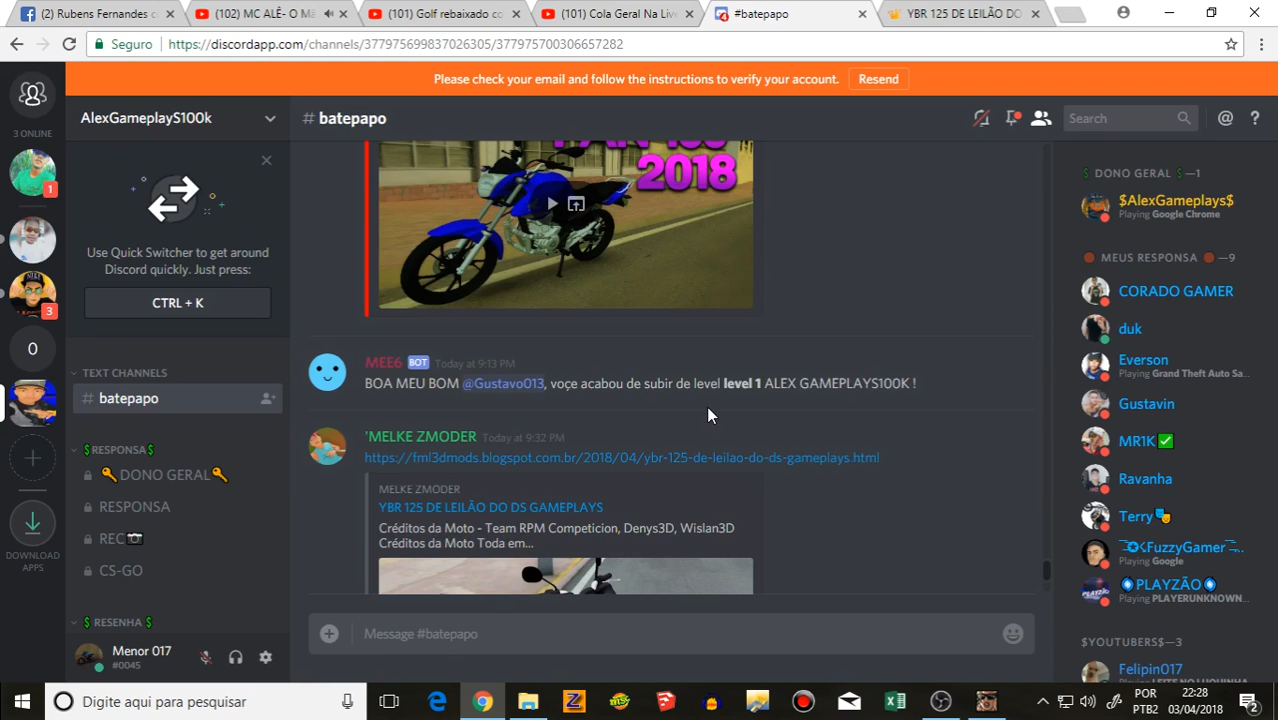 (2) Rubens Fernandes c
(102) MC ALÊ- O Má
(101) Golf rebaixado c
(101) Cola Geral Na Live
#batepapo
YBR 125 DE LEILÃO DO
Seguro https://discordapp.com/channels/377975699837026305/377975700306657282
Please check your email and follow the instructions to verify your account. Resend
AlexGameplayS100k
# batepapo
Search
3 ONLINE
1
3
0
DOWNLOAD
APPS
Use Quick Switcher to get around
Discord quickly. Just press:
CTRL + K
TEXT CHANNELS
# batepapo
$RESPONSA$
DONO GERAL
RESPONSA
REC
CS-GO
$ RESENHA $
Menor 017
#0045
2018
MEE6 BOT Today at 9:13 PM
BOA MEU BOM @Gustavo013, voçe acabou de subir de level level 1 ALEX GAMEPLAYS100K !
'MELKE ZMODER Today at 9:32 PM
https://fml3dmods.blogspot.com.br/2018/04/ybr-125-de-leilao-do-ds-gameplays.html
MELKE ZMODER
YBR 125 DE LEILÃO DO DS GAMEPLAYS
Créditos da Moto - Team RPM Competicion, Denys3D, Wislan3D
Créditos da Moto Toda em...
Message #batepapo
$ DONO GERAL $—1
$AlexGameplays$
Playing Google Chrome
MEUS RESPONSA —9
CORADO GAMER
duk
Everson
Playing Grand Theft Auto Sa...
Gustavin
MR1K
Ravanha
Terry
FuzzyGamer
Playing Google
PLAYZÃO
Playing PLAYERUNKNOWN...
$YOUTUBERS$—3
Felipin017
Digite aqui para pesquisar
POR
PTB2
22:28
03/04/2018
2